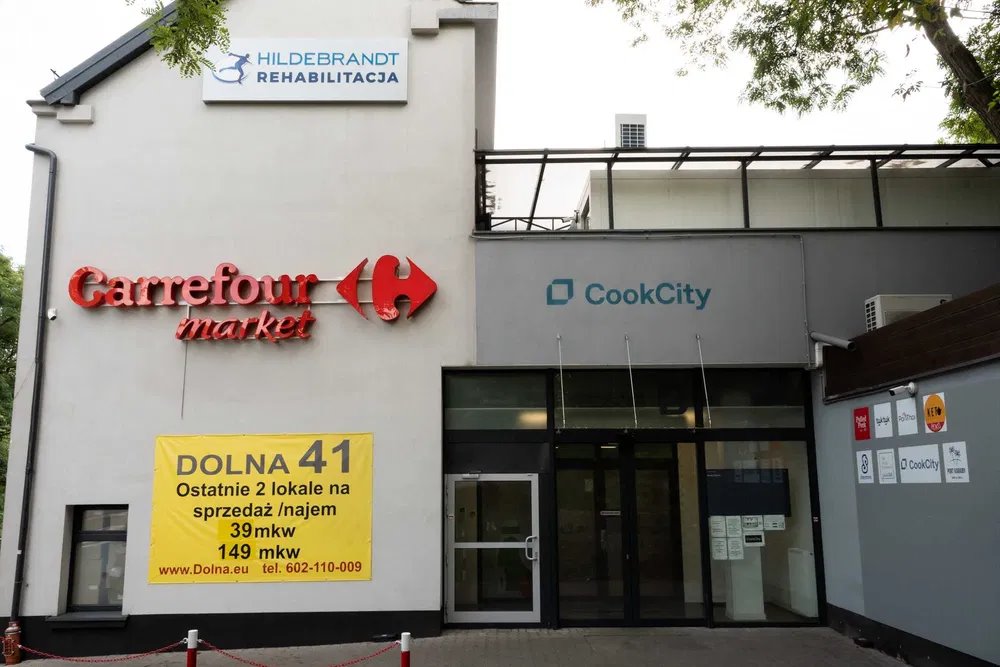 HILDEBRANDT
REHABILITACJA
Carrefour
market
CookCity
DOLNA 41
Ostatnie 2 lokale na
sprzedaż /najem
39mkw
149 mkw
www.Dolna.eu tel. 602-110-009
KETO
CookCity